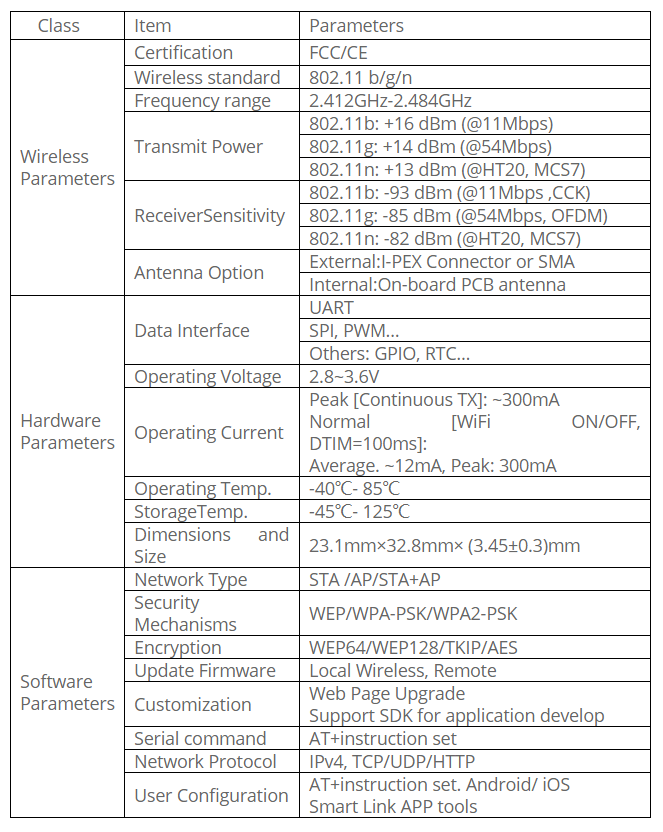 Class Item Parameters
Wireless Parameters
Certification FCC/CE
Wireless standard 802.11 b/g/n
Frequency range 2.412GHz-2.484GHz
Transmit Power
802.11b: +16 dBm (@11Mbps)
802.11g: +14 dBm (@54Mbps)
802.11n: +13 dBm (@HT20, MCS7)
ReceiverSensitivity
802.11b: -93 dBm (@11Mbps ,CCK)
802.11g: -85 dBm (@54Mbps, OFDM)
802.11n: -82 dBm (@HT20, MCS7)
Antenna Option
External:I-PEX Connector or SMA
Internal:On-board PCB antenna
Hardware Parameters
Data Interface
UART
SPI, PWM...
Others: GPIO, RTC...
Operating Voltage 2.8~3.6V
Operating Current
Peak [Continuous TX]: ~300mA
Normal [WiFi ON/OFF,
DTIM=100ms]:
Average. ~12mA, Peak: 300mA
Operating Temp. -40℃- 85℃
StorageTemp. -45℃- 125℃
Dimensions and
Size
23.1mm×32.8mm× (3.45±0.3)mm
Software Parameters
Network Type STA /AP/STA+AP
Security
Mechanisms
WEP/WPA-PSK/WPA2-PSK
Encryption WEP64/WEP128/TKIP/AES
Update Firmware Local Wireless, Remote
Customization
Web Page Upgrade
Support SDK for application develop
Serial command AT+instruction set
Network Protocol IPv4, TCP/UDP/HTTP
User Configuration
AT+instruction set. Android/ iOS
Smart Link APP tools